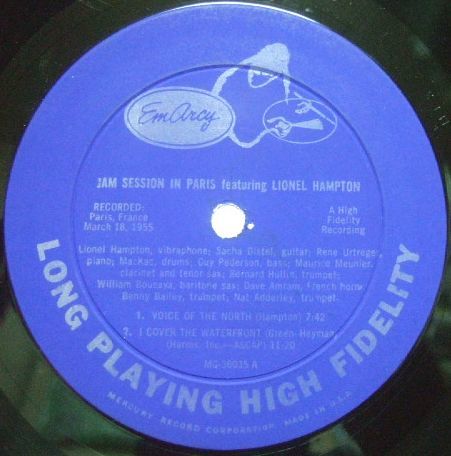 EmArcy
JAM SESSION IN PARIS featuring LIONEL HAMPTON
RECORDED:
Paris, France
March 18, 1955
A High
Fidelity
Recording
Lionel Hampton, vibraphone; Sacha Distel, guitar; Rene Urtreger,
piano; MacKac, drums; Guy Pederson, bass; Maurice Meunier,
clarinet and tenor sax; Bernard Hullin, trumpet;
William Boucaya, baritone sax; Dave Amram, French horn;
Benny Bailey, trumpet; Nat Adderley, trumpet.
1. VOICE OF THE NORTH (Hampton) 7:42
2. I COVER THE WATERFRONT (Green-Heyman)
(Harms, Inc.—ASCAP) 11:20
MG-36035 A
LONG PLAYING HIGH FIDELITY
MERCURY RECORD CORPORATION MADE IN U.S.A.